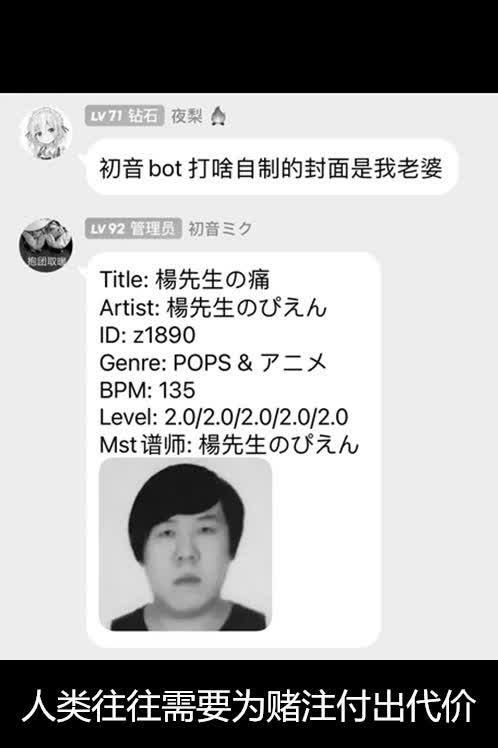 LV71 钻石 夜梨
初音 bot 打啥自制的封面是我老婆
LV92 管理员 初音ミク
抱团取暖
Title: 楊先生の痛
Artist: 楊先生のぴえん
ID: z1890
Genre: POPS & アニメ
BPM: 135
Level: 2.0/2.0/2.0/2.0/2.0
Mst 谱师: 楊先生のぴえん
人类往往需要为赌注付出代价